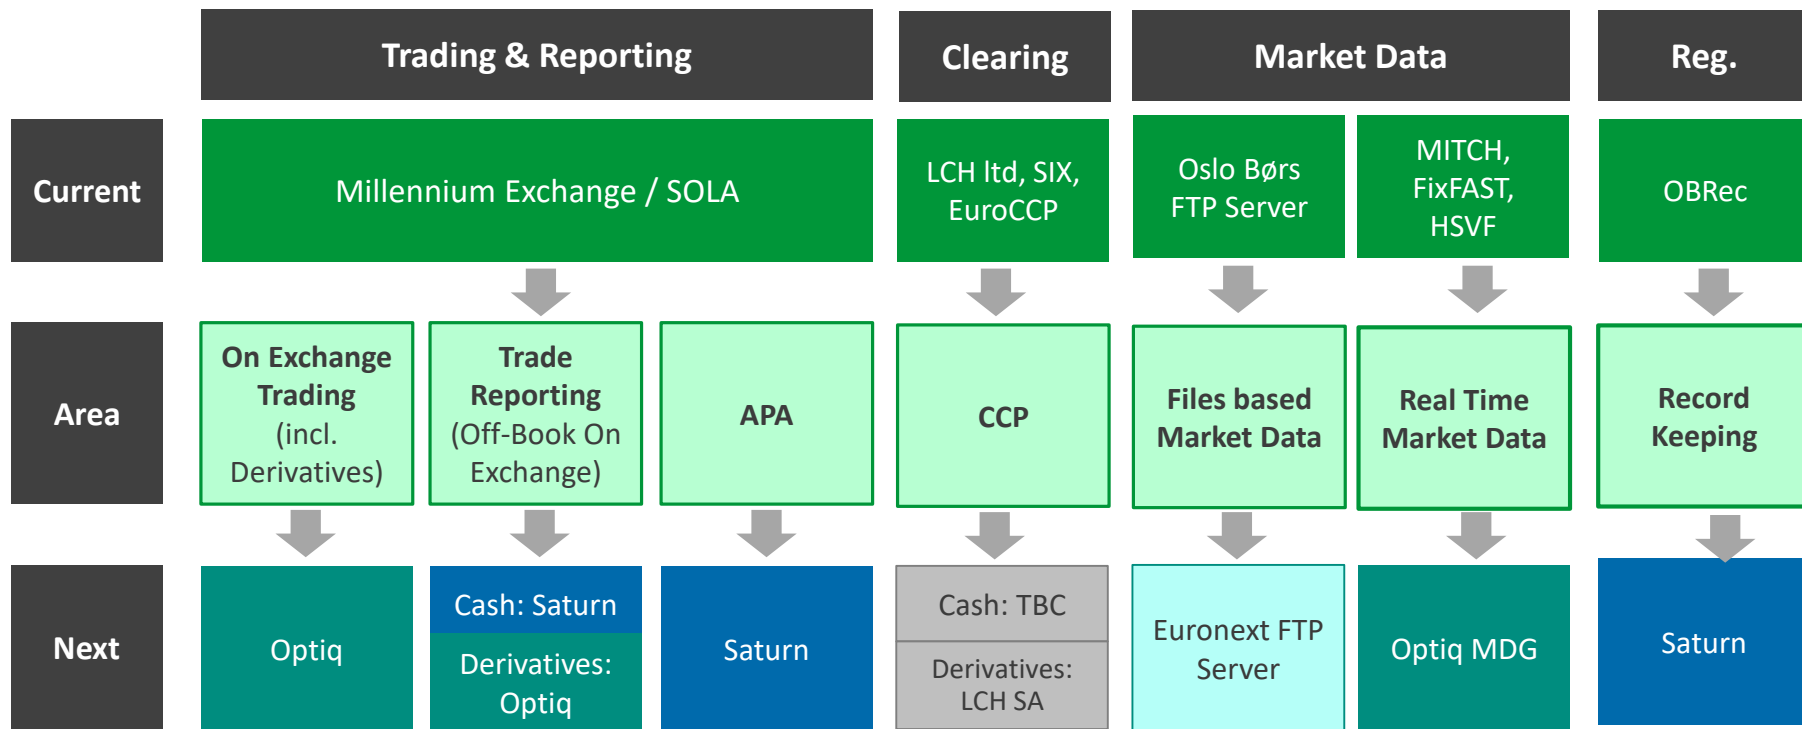 Trading & Reporting
Clearing
Market Data
Reg.
Current
Millennium Exchange / SOLA
LCH ltd, SIX,
EuroCCP
Oslo Børs
FTP Server
MITCH,
FixFAST,
HSVF
OBRec
Area
On Exchange
Trading
(incl.
Derivatives)
Trade
Reporting
(Off-Book On
Exchange)
APA
CCP
Files based
Market Data
Real Time
Market Data
Record
Keeping
Next
Optiq
Cash: Saturn
Derivatives:
Optiq
Saturn
Cash: TBC
Derivatives:
LCH SA
Euronext FTP
Server
Optiq MDG
Saturn